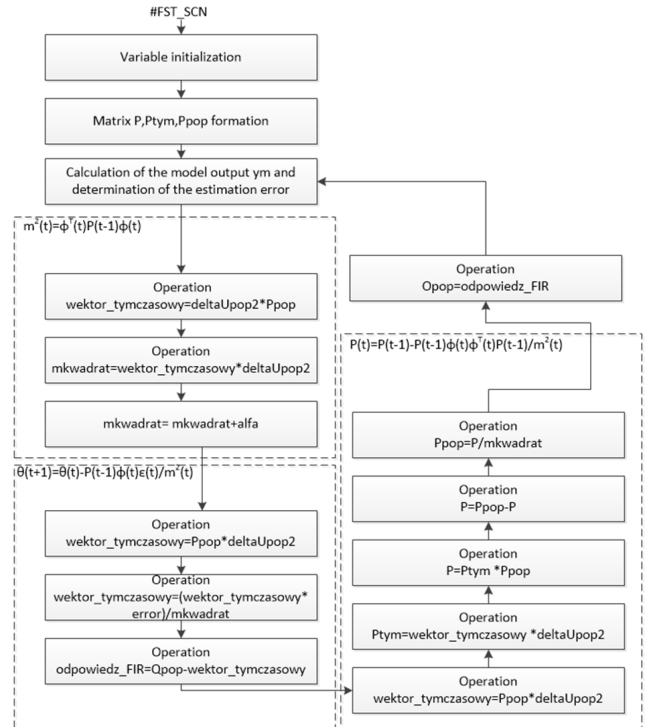 #FST_SCN
Variable initialization
Matrix P,Ptym,Ppop formation
Calculation of the model output ym and
determination of the estimation error
m²(t)=ϕᵀ(t)P(t-1)ϕ(t)
Operation
wektor_tymczasowy=deltaUpop2*Ppop
Operation
mkwadrat=wektor_tymczasowy*deltaUpop2
mkwadrat= mkwadrat+alfa
θ(t+1)=θ(t)-P(t-1)ϕ(t)ε(t)/m²(t)
Operation
wektor_tymczasowy=Ppop*deltaUpop2
Operation
wektor_tymczasowy=(wektor_tymczasowy*
error)/mkwadrat
Operation
odpowiedz_FIR=Qpop-wektor_tymczasowy
Operation
Opop=odpowiedz_FIR
P(t)=P(t-1)-P(t-1)ϕ(t)ϕᵀ(t)P(t-1)/m²(t)
Operation
Ppop=P/mkwadrat
Operation
P=Ppop-P
Operation
P=Ptym *Ppop
Operation
Ptym=wektor_tymczasowy *deltaUpop2
Operation
wektor_tymczasowy=Ppop*deltaUpop2